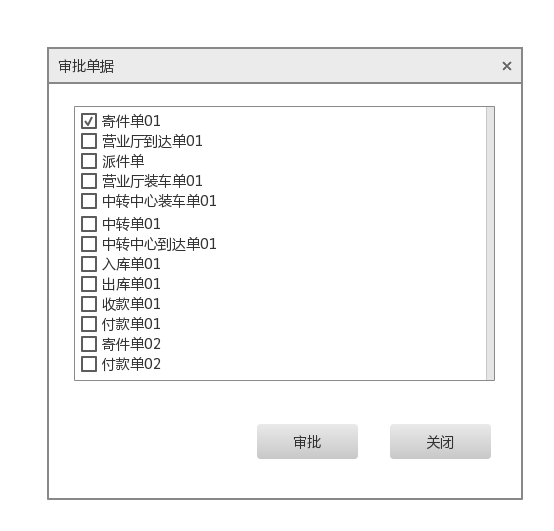 审批单据
寄件单01
营业厅到达单01
派件单
营业厅装车单01
中转中心装车单01
中转单01
中转中心到达单01
入库单01
出库单01
收款单01
付款单01
寄件单02
付款单02
审批 关闭